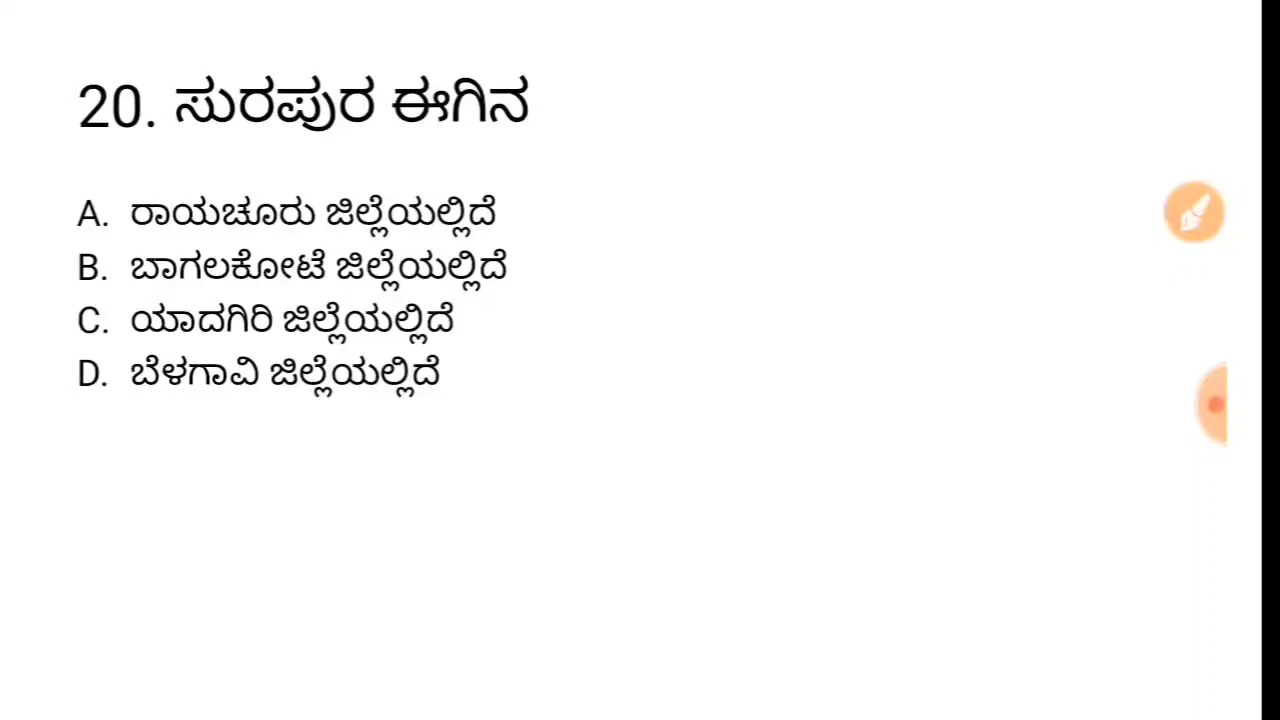 20. ಸುರಪುರ ಈಗಿನ
A. ರಾಯಚೂರು ಜಿಲ್ಲೆಯಲ್ಲಿದೆ
B. ಬಾಗಲಕೋಟೆ ಜಿಲ್ಲೆಯಲ್ಲಿದೆ
C. ಯಾದಗಿರಿ ಜಿಲ್ಲೆಯಲ್ಲಿದೆ
D. ಬೆಳಗಾವಿ ಜಿಲ್ಲೆಯಲ್ಲಿದೆ